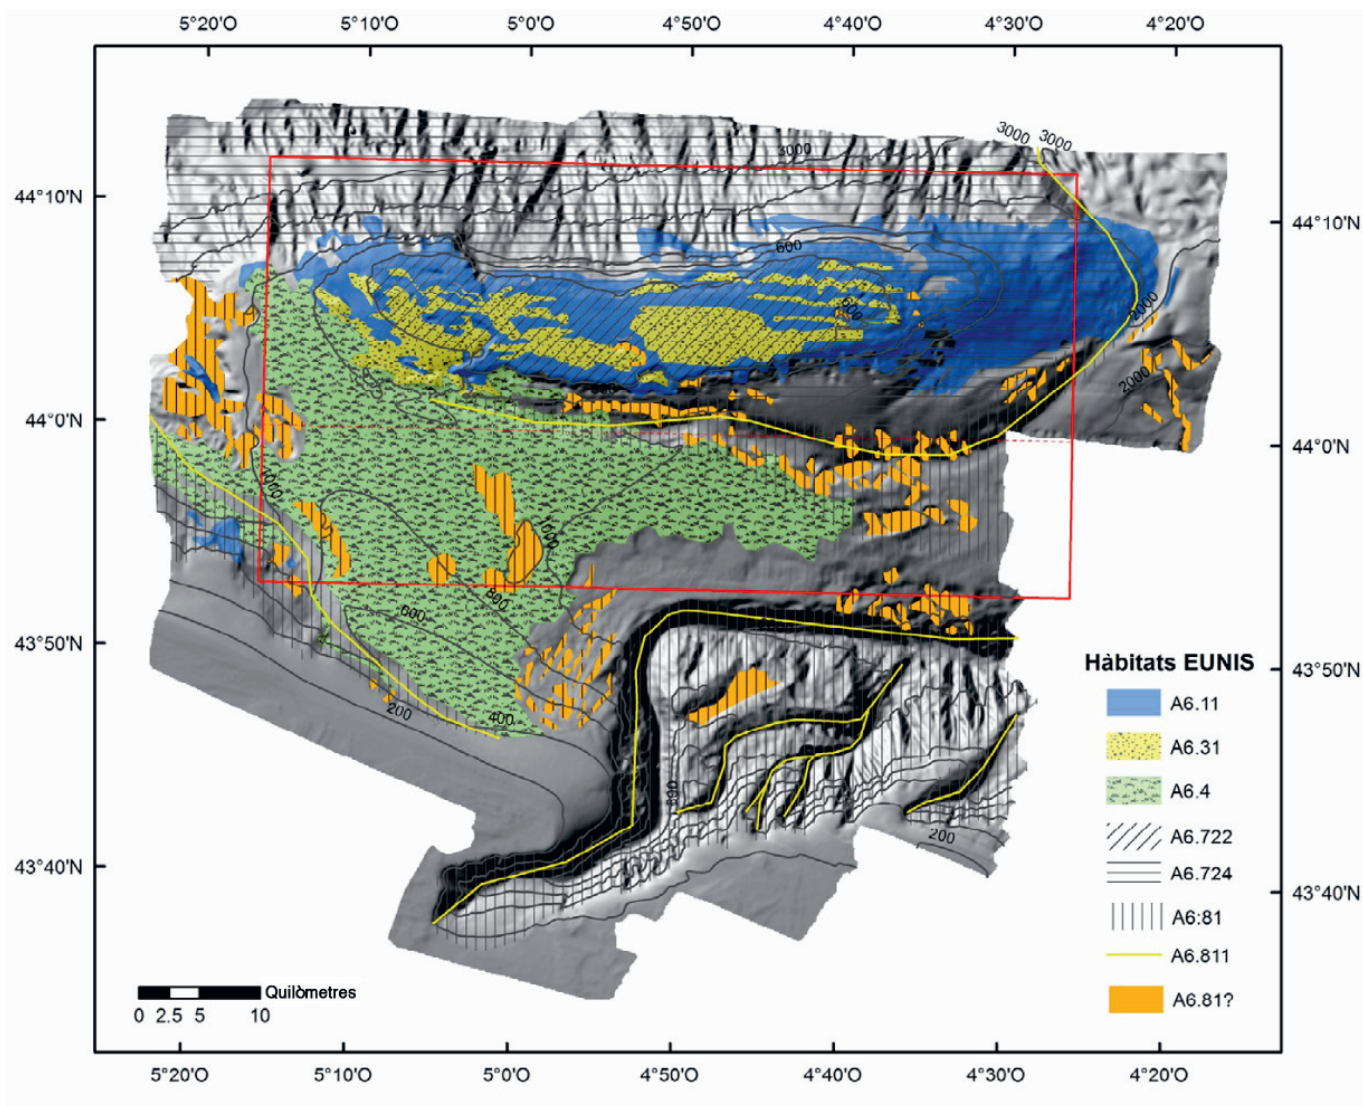 5°20'O 5°10'O 5°0'O 4°50'O 4°40'O 4°30'O 4°20'O
3000 3000
3000
44°10'N 44°10'N
600
600
2000
2000
44°0'N 44°0'N
1000
1000
800
600
43°50'N 43°50'N
200 400
Hàbitats EUNIS
A6.11
A6.31
A6.4
800
A6.722
200
A6.724
43°40'N 43°40'N
A6:81
A6.811
A6.81?
Quilòmetres
0 2.5 5 10
5°20'O 5°10'O 5°0'O 4°50'O 4°40'O 4°30'O 4°20'O